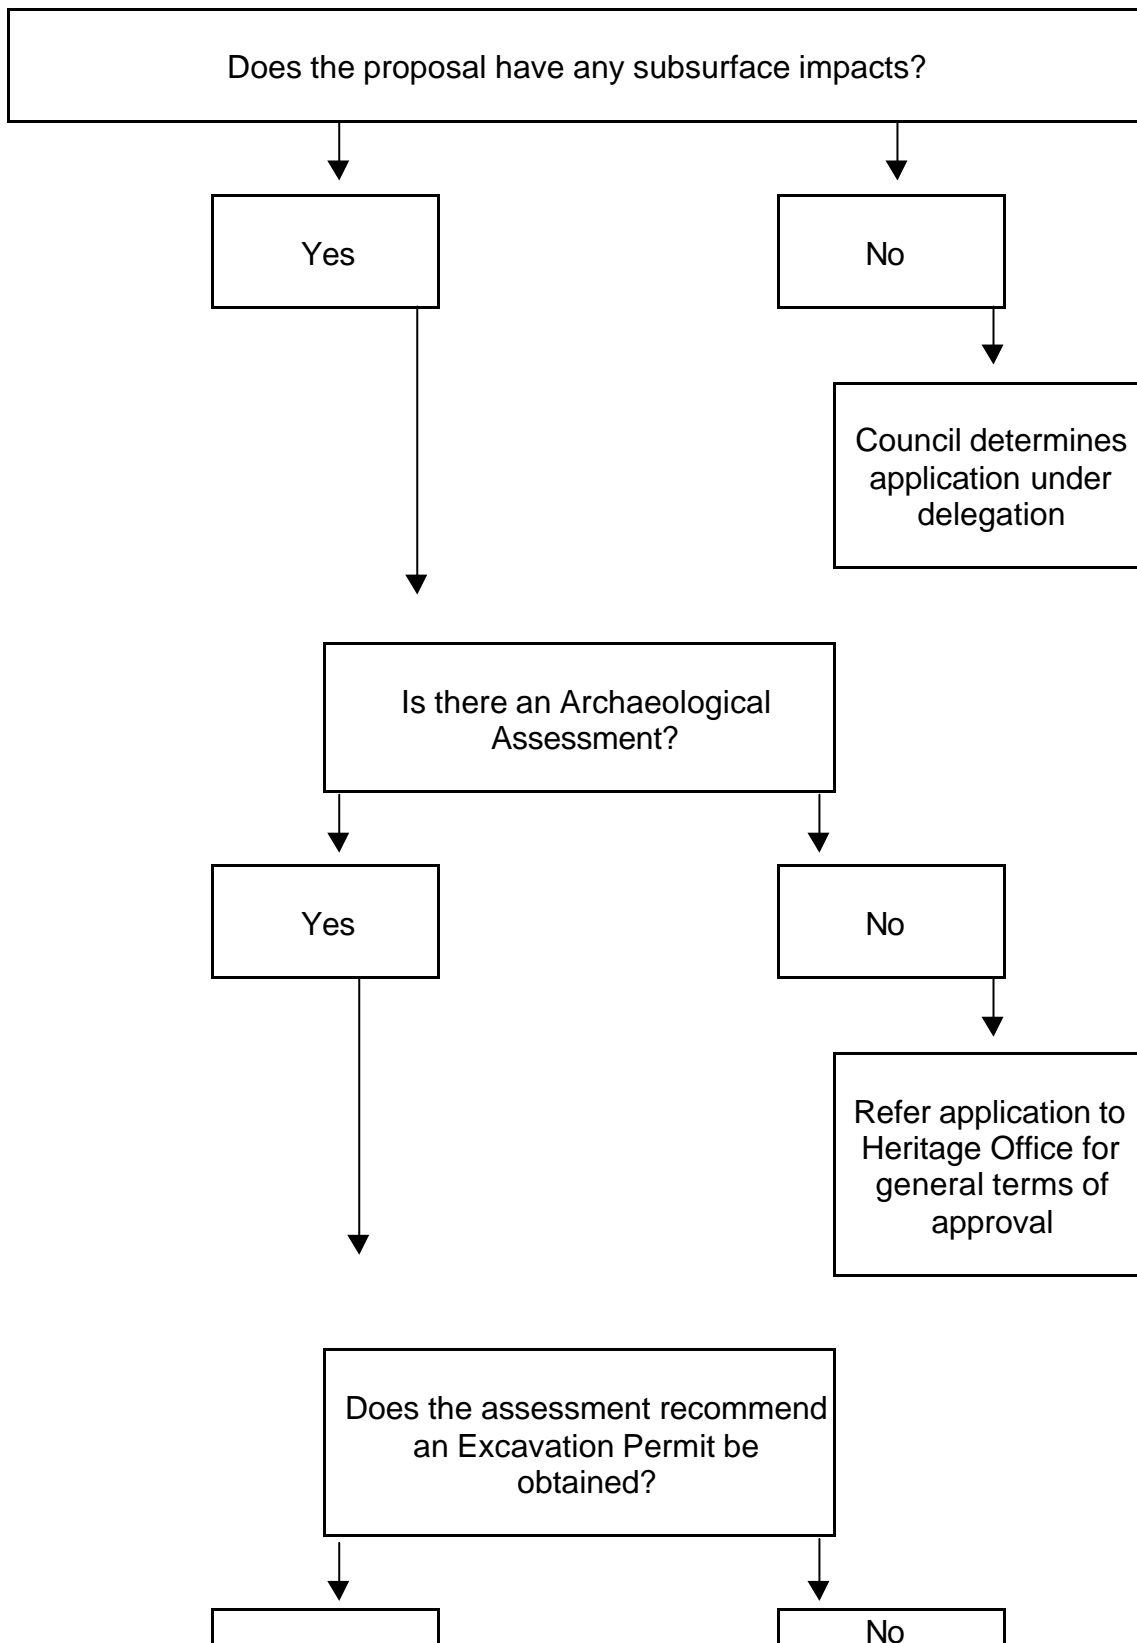 Does the proposal have any subsurface impacts?
Yes
No
Council determines
application under
delegation
Is there an Archaeological
Assessment?
Yes
No
Refer application to
Heritage Office for
general terms of
approval
Does the assessment recommend
an Excavation Permit be
obtained?
No